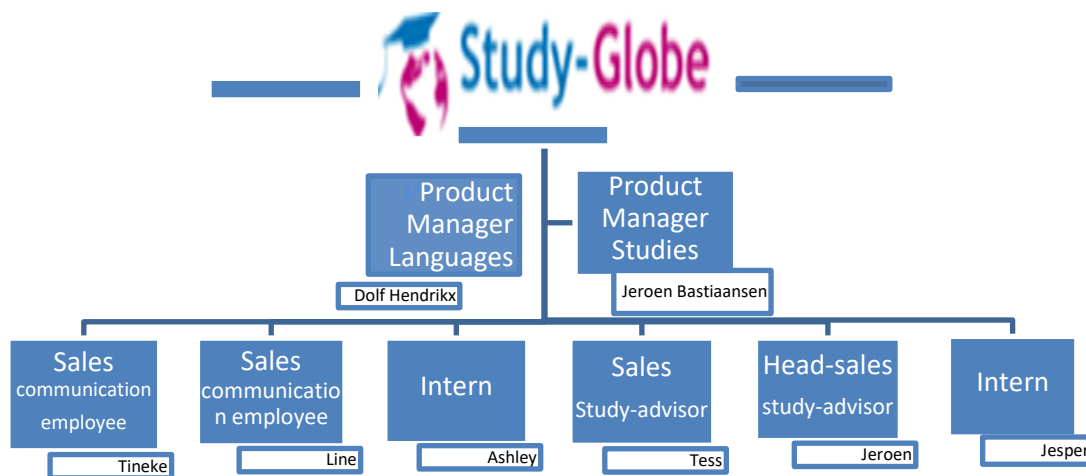 Study-Globe
Product
Manager
Languages
Dolf Hendrikx
Product
Manager
Studies
Jeroen Bastiaansen
Sales
communication
employee
Tineke
Sales
communicatio
n employee
Line
Intern
Ashley
Sales
Study-advisor
Tess
Head-sales
study-advisor
Jeroen
Intern
Jesper